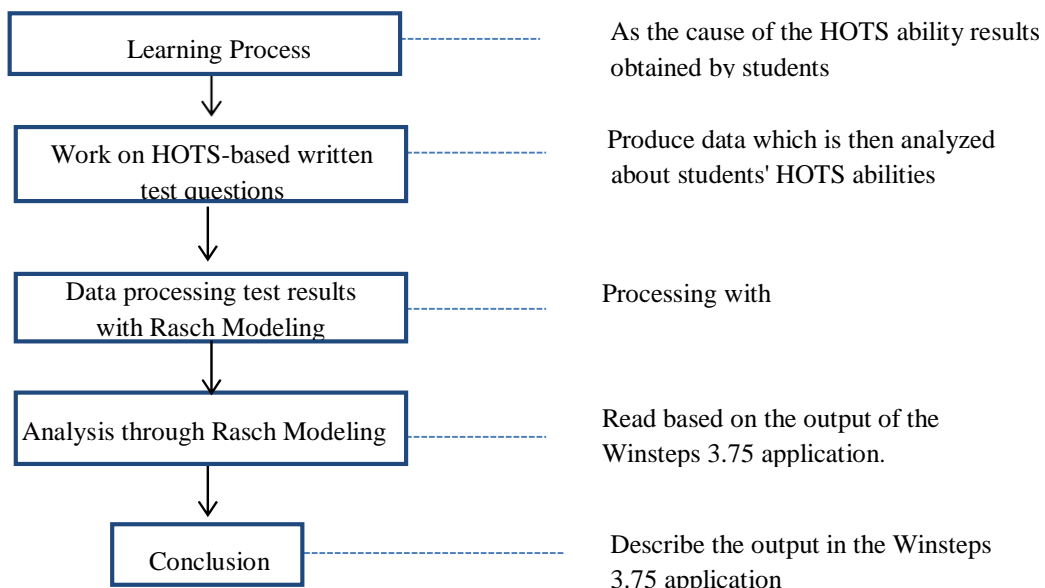 Learning Process
As the cause of the HOTS ability results
obtained by students
Work on HOTS-based written
test questions
Produce data which is then analyzed
about students' HOTS abilities
Data processing test results
with Rasch Modeling
Processing with
Analysis through Rasch Modeling
Read based on the output of the
Winsteps 3.75 application.
Conclusion
Describe the output in the Winsteps
3.75 application